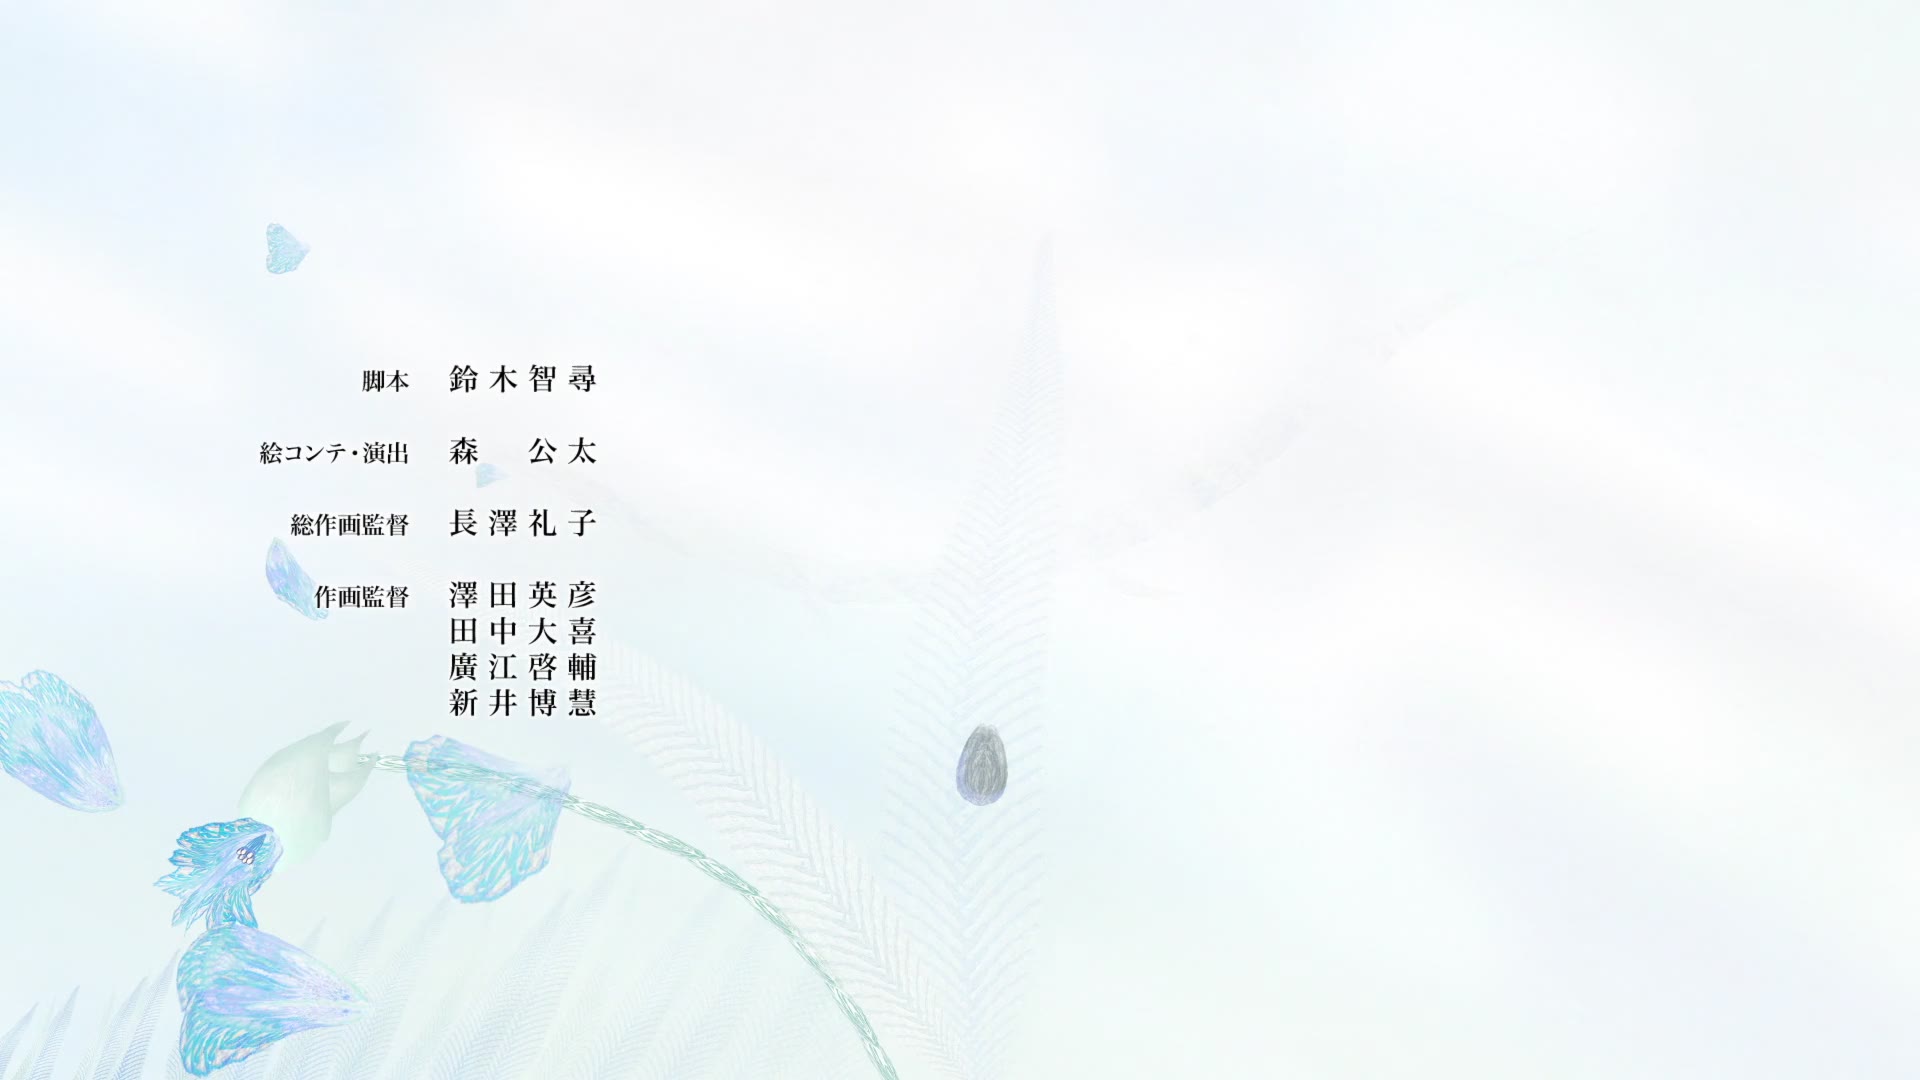 脚本 鈴木智尋
絵コンテ・演出 森 公太
総作画監督 長澤礼子
作画監督 澤田英彦
田中大喜
廣江啓輔
新井博慧